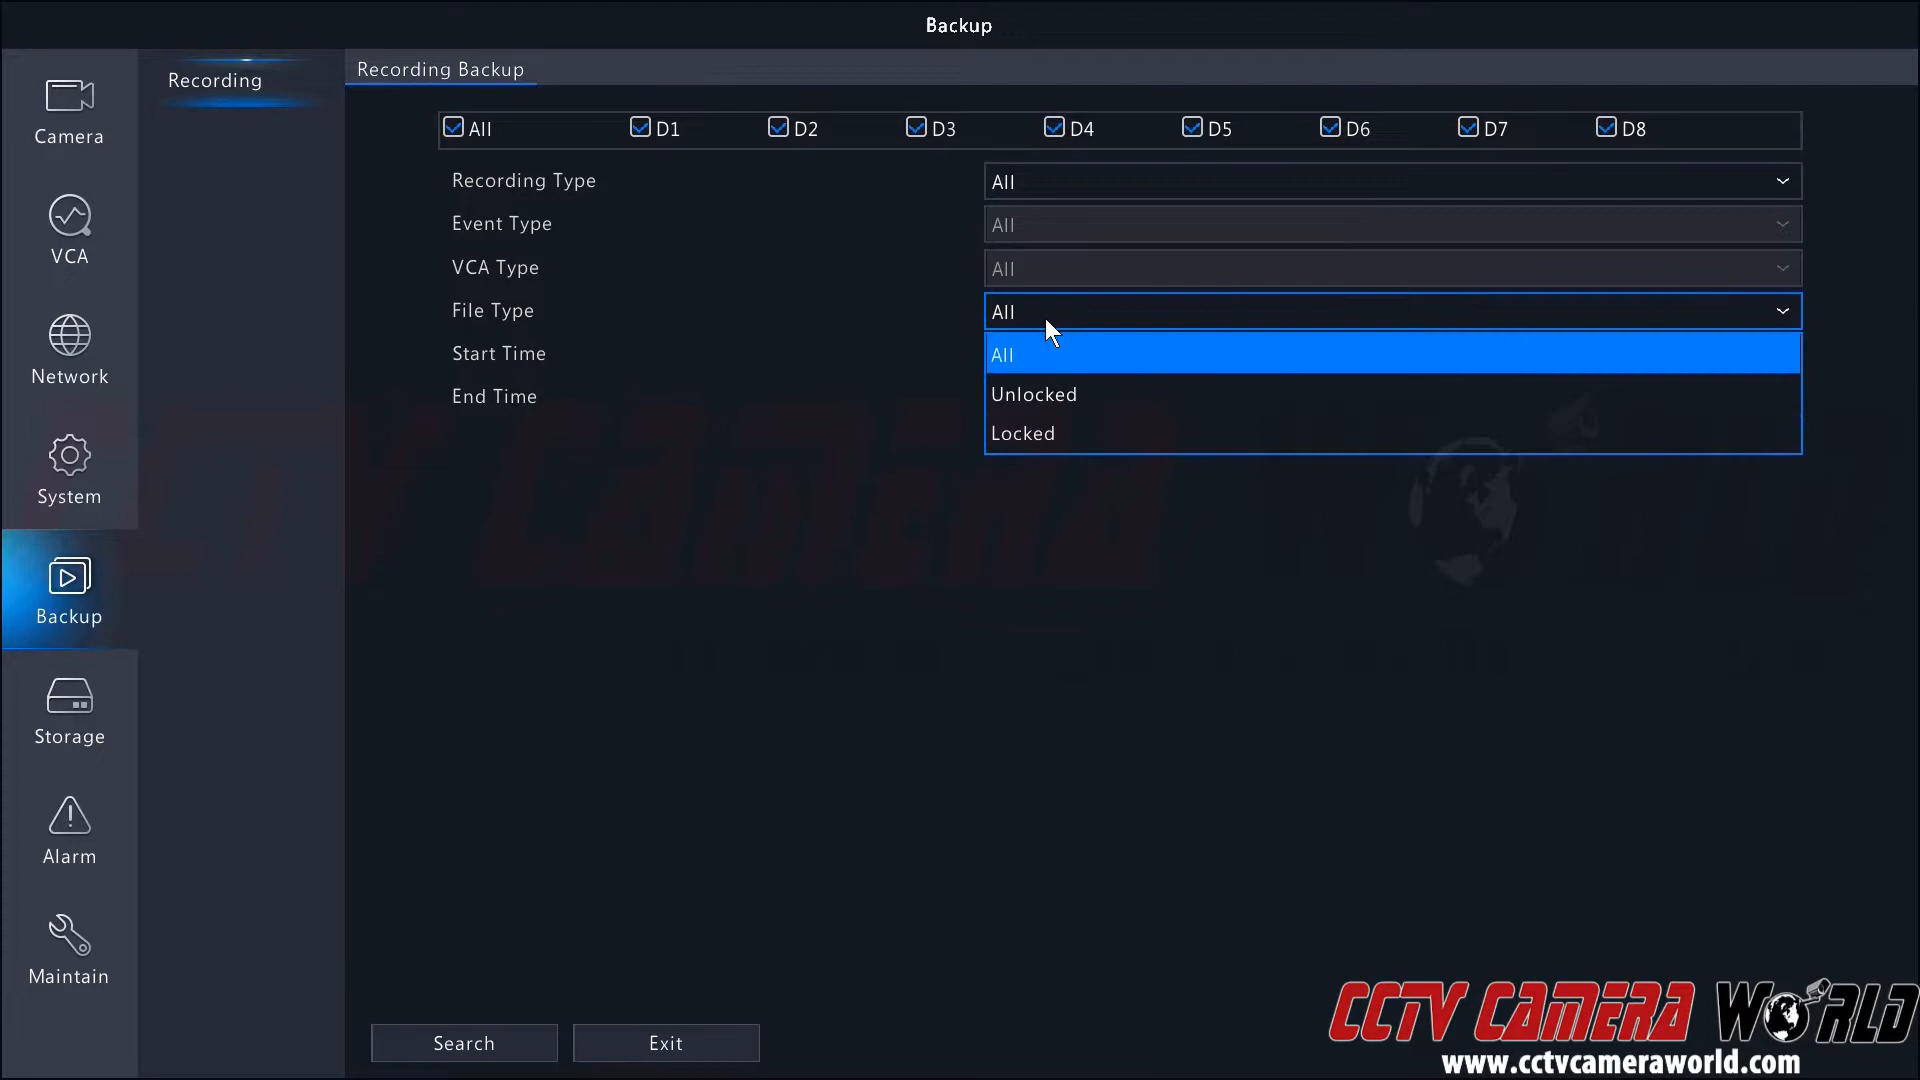 Backup
Camera
VCA
Network
System
Backup
Storage
Alarm
Maintain
Recording
Recording Backup
All D1 D2 D3 D4 D5 D6 D7 D8
Recording Type All
Event Type All
VCA Type All
File Type All
Start Time All
End Time Unlocked
Locked
Search Exit
CCTV CAMERA WORLD
www.cctvcameraworld.com